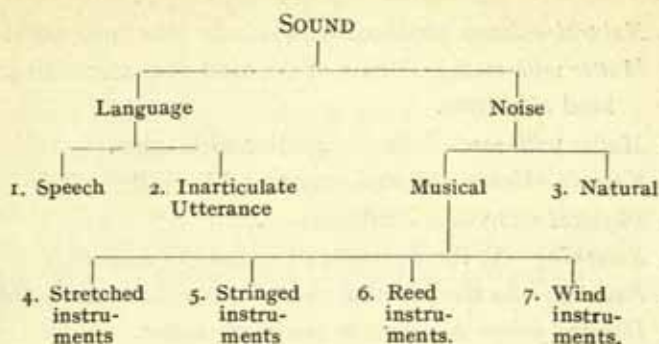 SOUND
Language Noise
1. Speech 2. Inarticulate Musical 3. Natural
Utterance
4. Stretched 5. Stringed 6. Reed 7. Wind
instru- instru- instru- instru-
ments ments ments. ments.